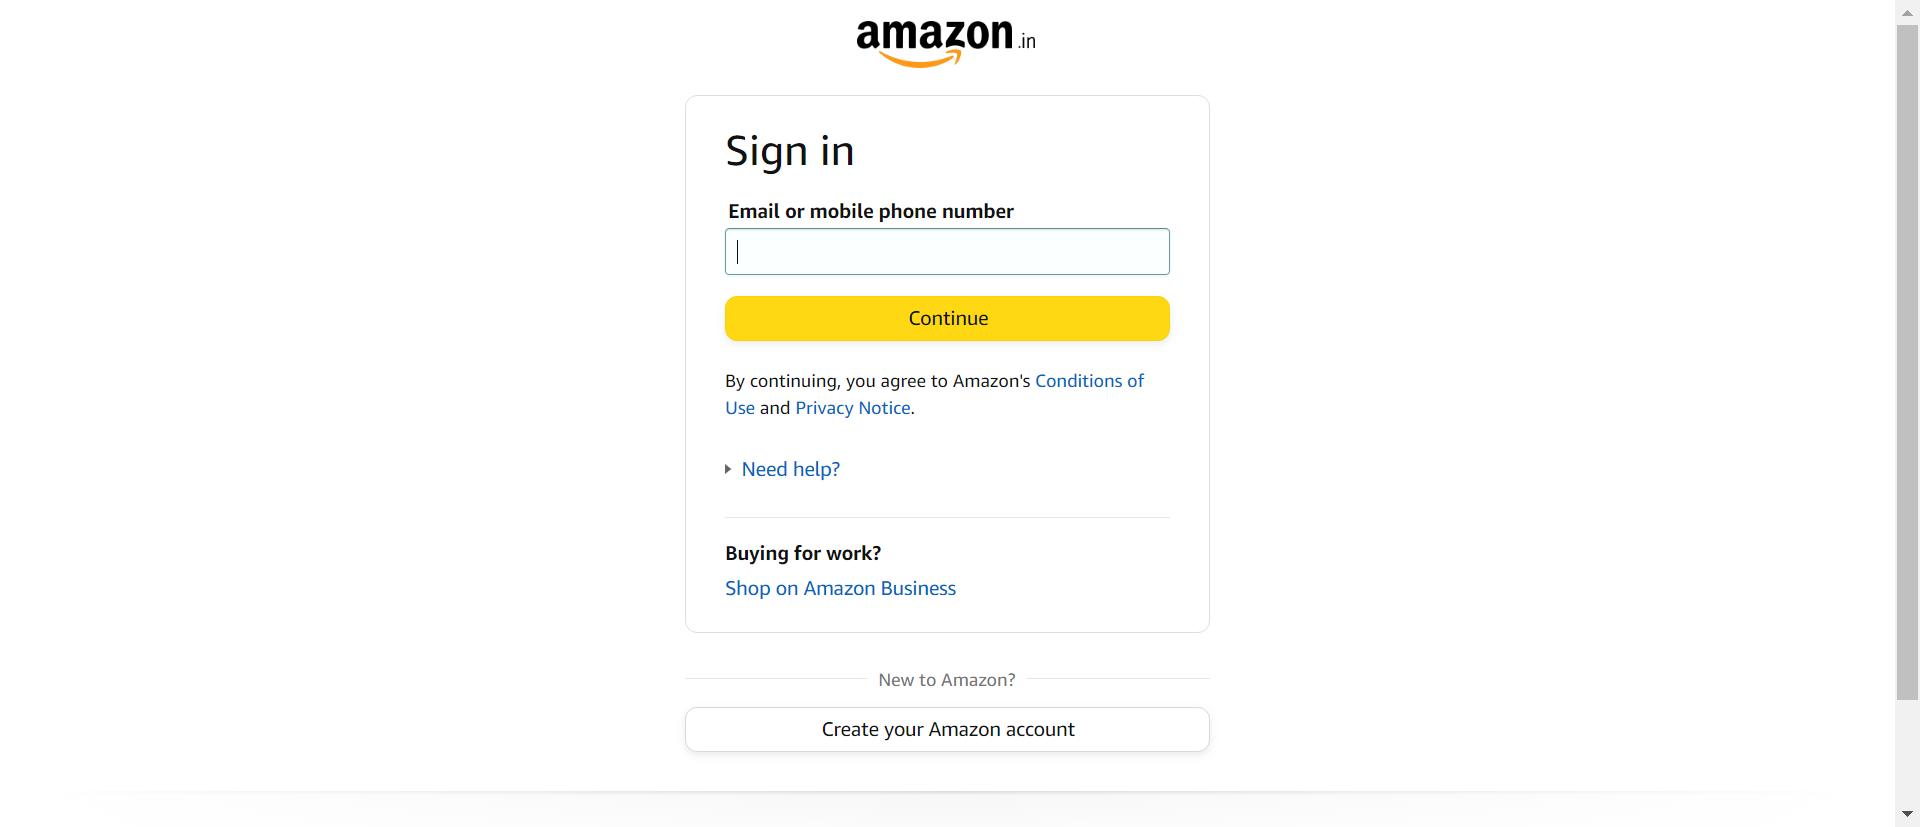 amazon.in
Sign in
Email or mobile phone number
Continue
By continuing, you agree to Amazon's Conditions of
Use and Privacy Notice.
Need help?
Buying for work?
Shop on Amazon Business
New to Amazon?
Create your Amazon account